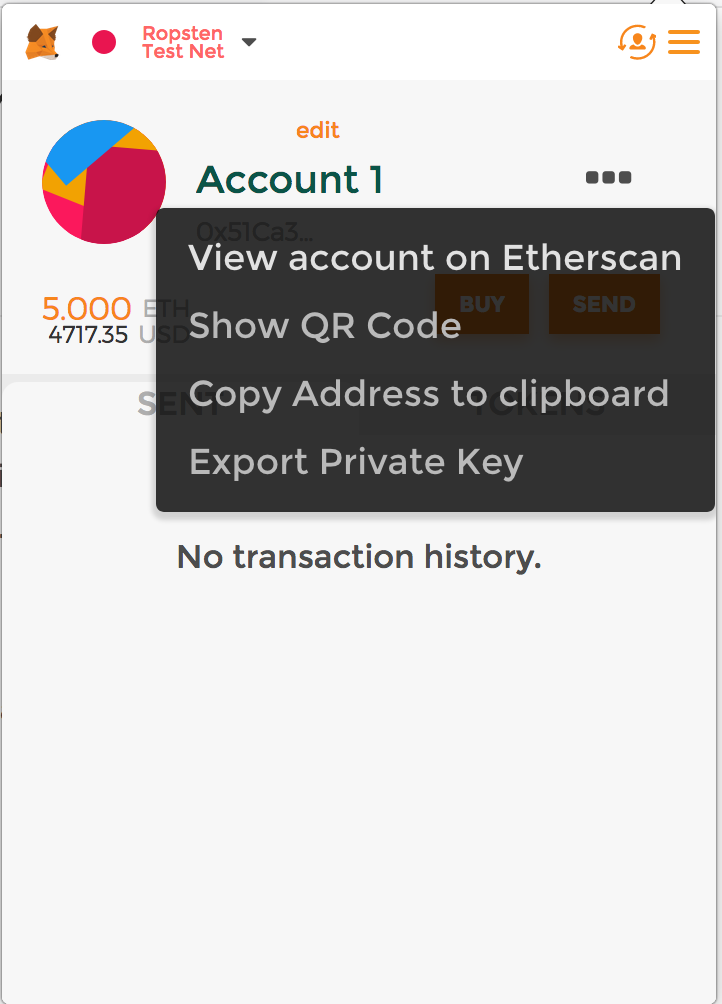 Ropsten
Test Net
edit
Account 1
0x51Ca3...
View account on Etherscan
5.000 ETH
4717.35 USD
BUY
SEND
Show QR Code
SENT
TOKENS
Copy Address to clipboard
Export Private Key
No transaction history.